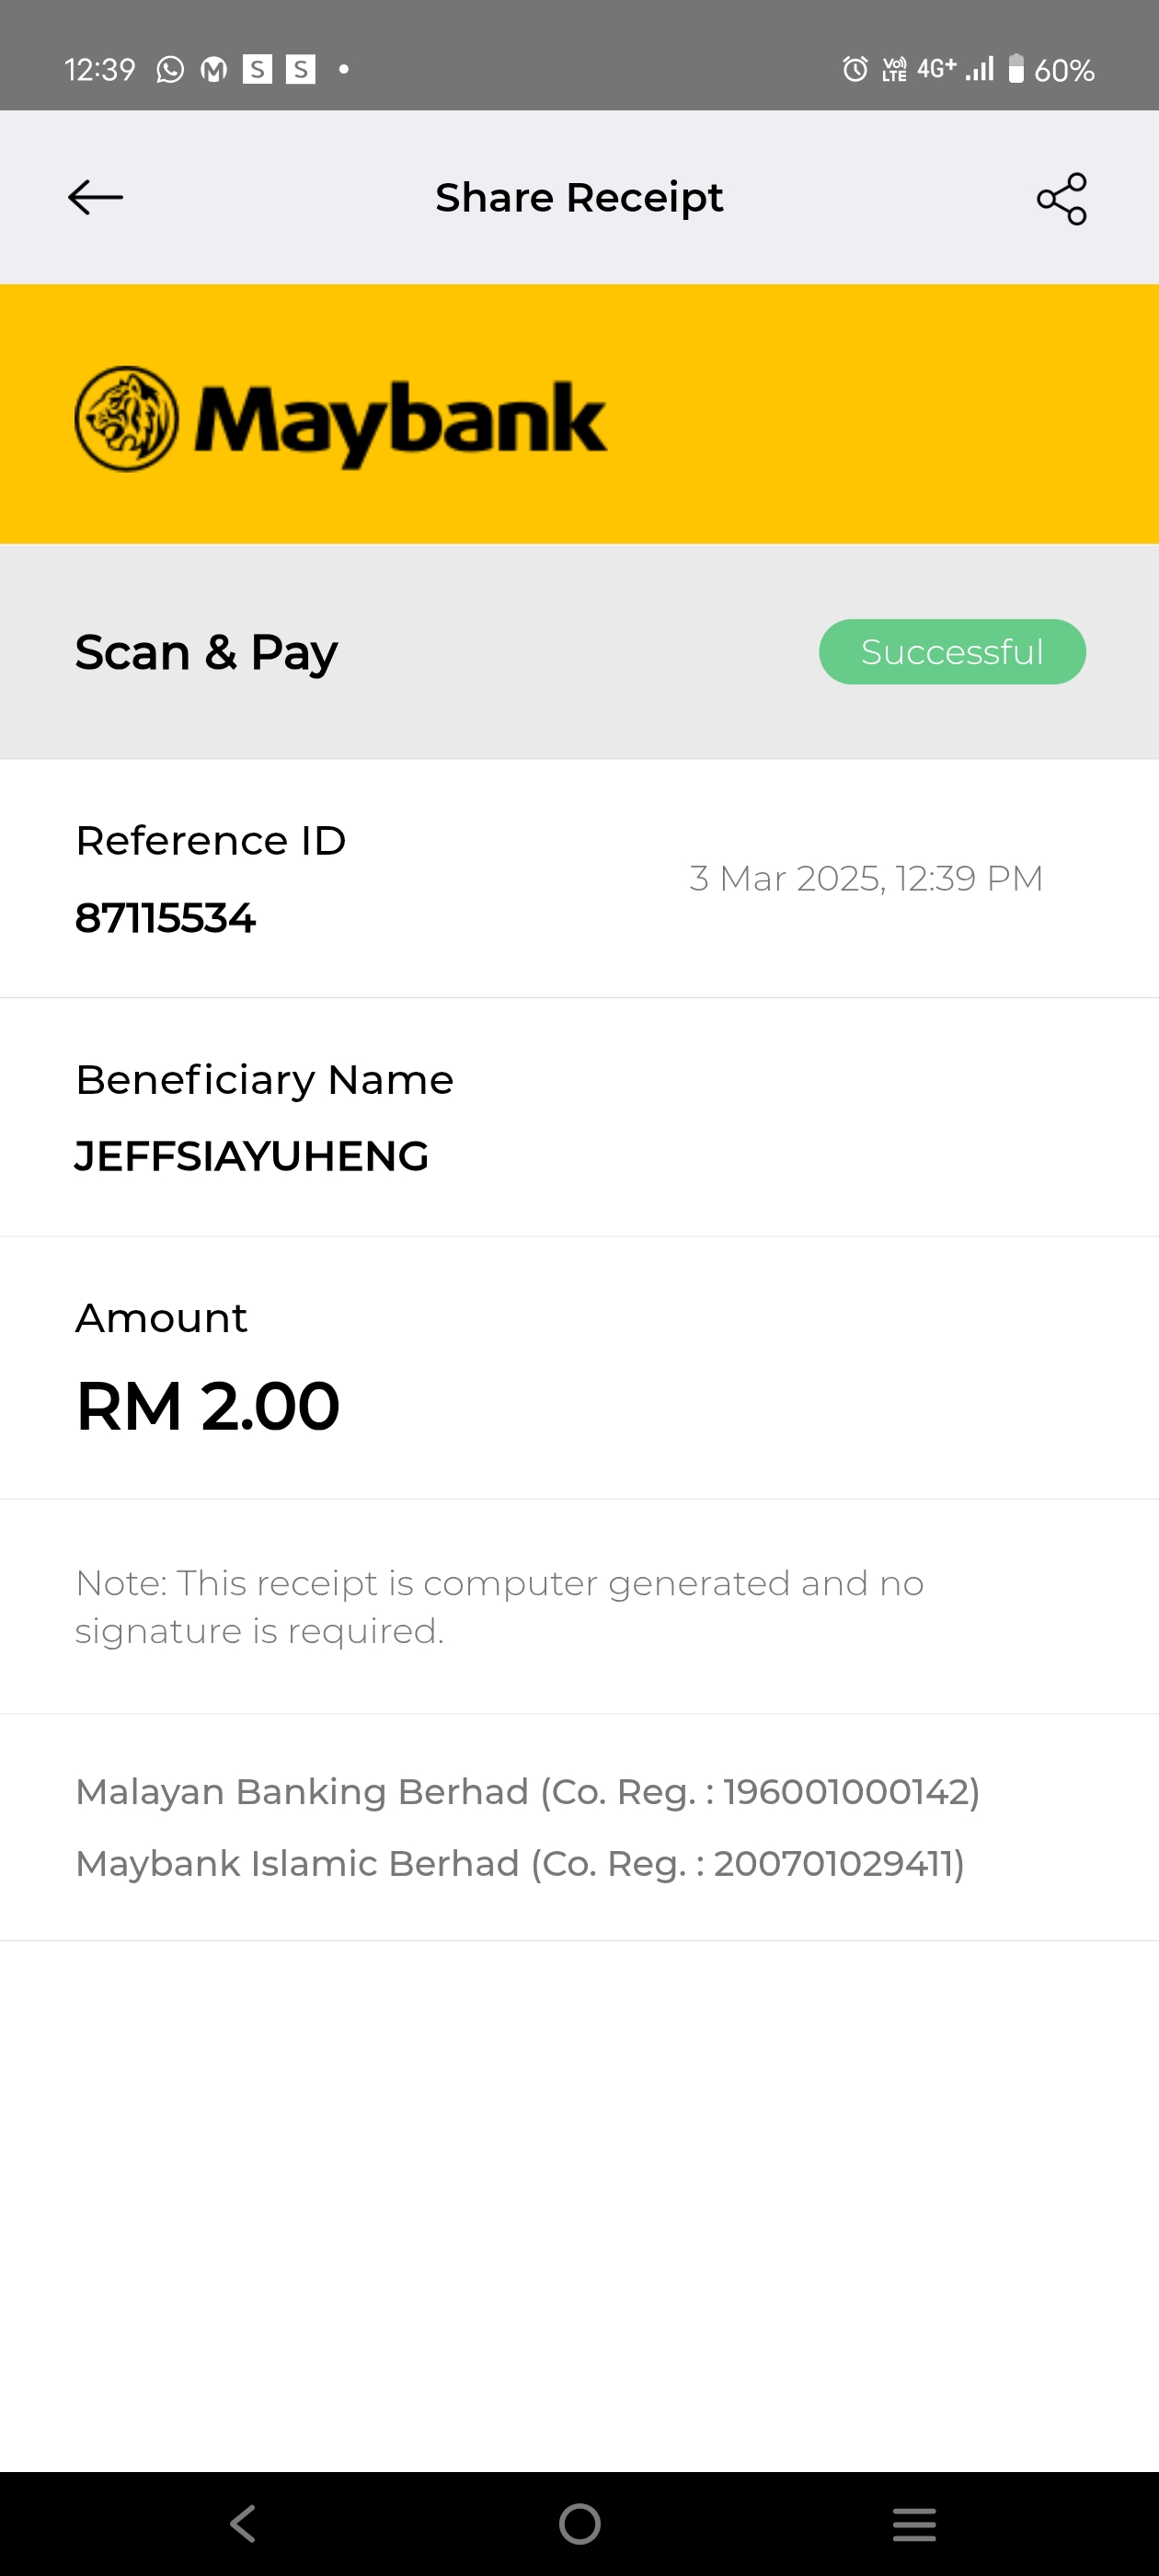 12:39 S S VoLTE 4G+ 60%
Share Receipt
Maybank
Scan & Pay Successful
Reference ID
3 Mar 2025, 12:39 PM
87115534
Beneficiary Name
JEFFSIAYUHENG
Amount
RM 2.00
Note: This receipt is computer generated and no
signature is required.
Malayan Banking Berhad (Co. Reg. : 196001000142)
Maybank Islamic Berhad (Co. Reg. : 200701029411)